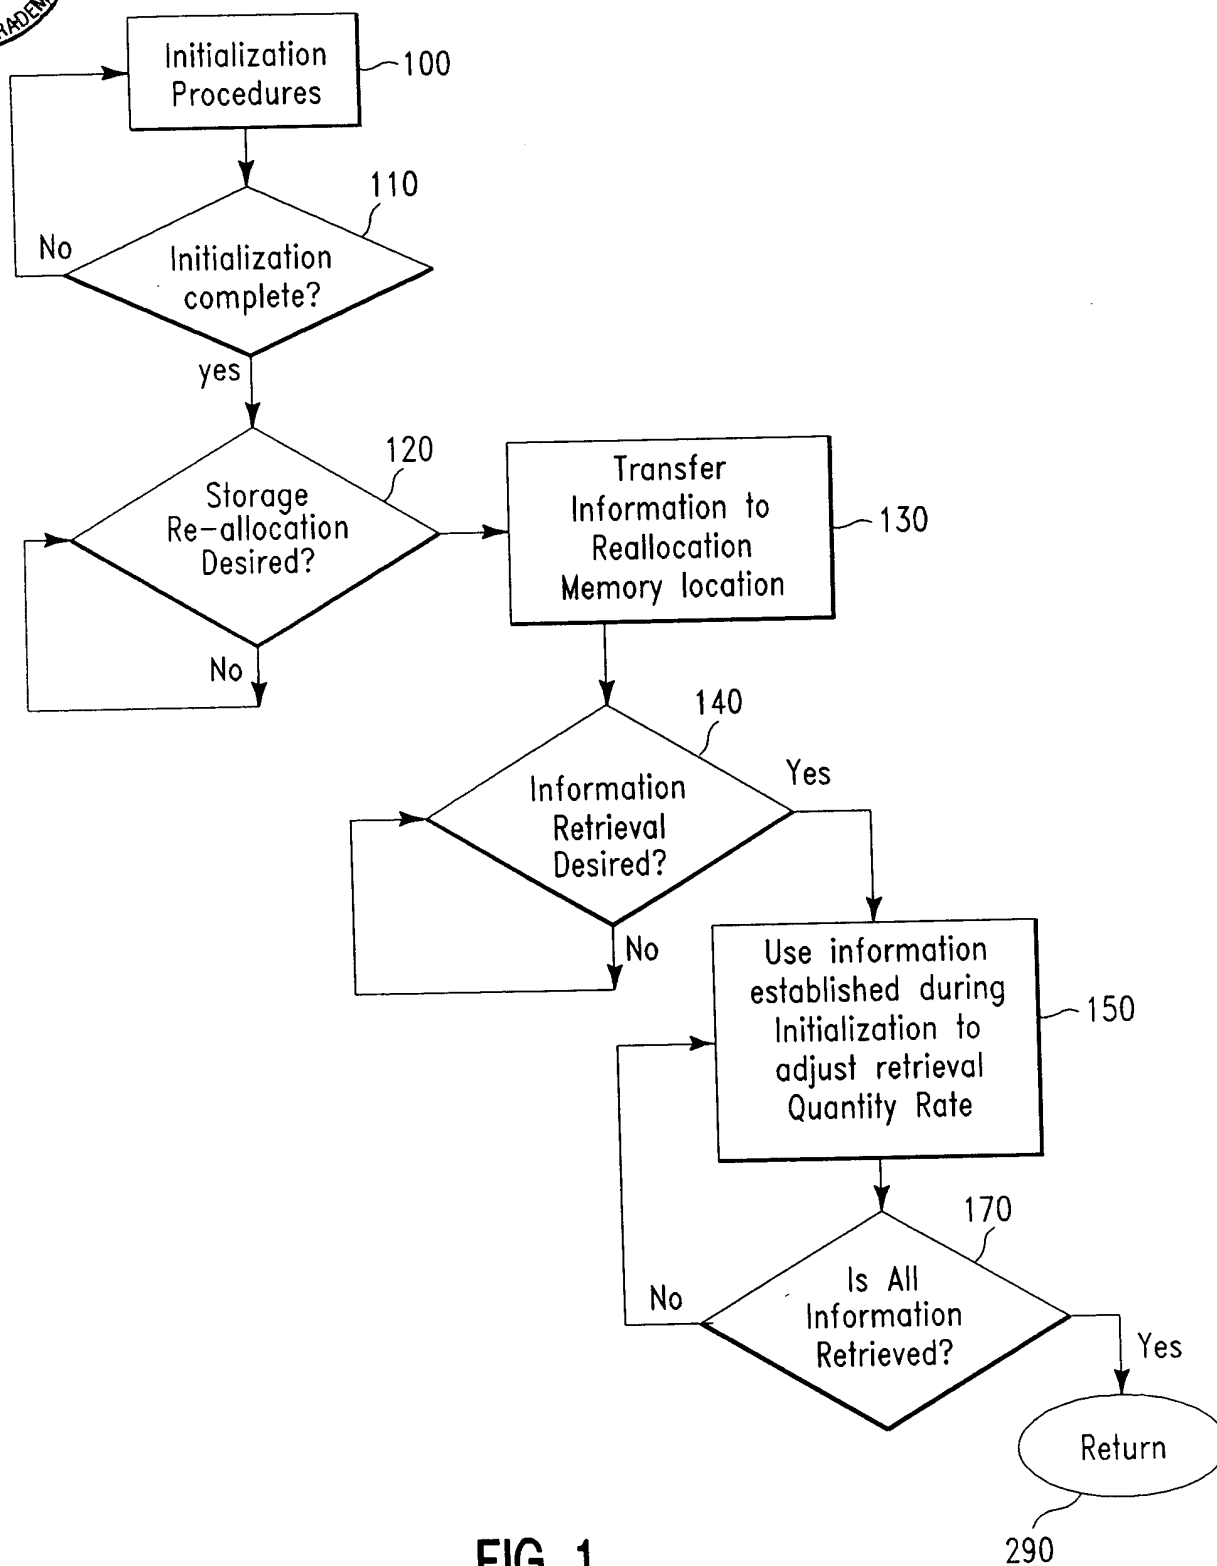 Initialization
Procedures
100
110
No
Initialization
complete?
yes
120
Storage
Re-allocation
Desired?
No
Transfer
Information to
Reallocation
Memory location
130
140
Information
Retrieval
Desired?
Yes
No
Use information
established during
Initialization to
adjust retrieval
Quantity Rate
150
170
Is All
Information
Retrieved?
No
Yes
Return
290
FIG. 1